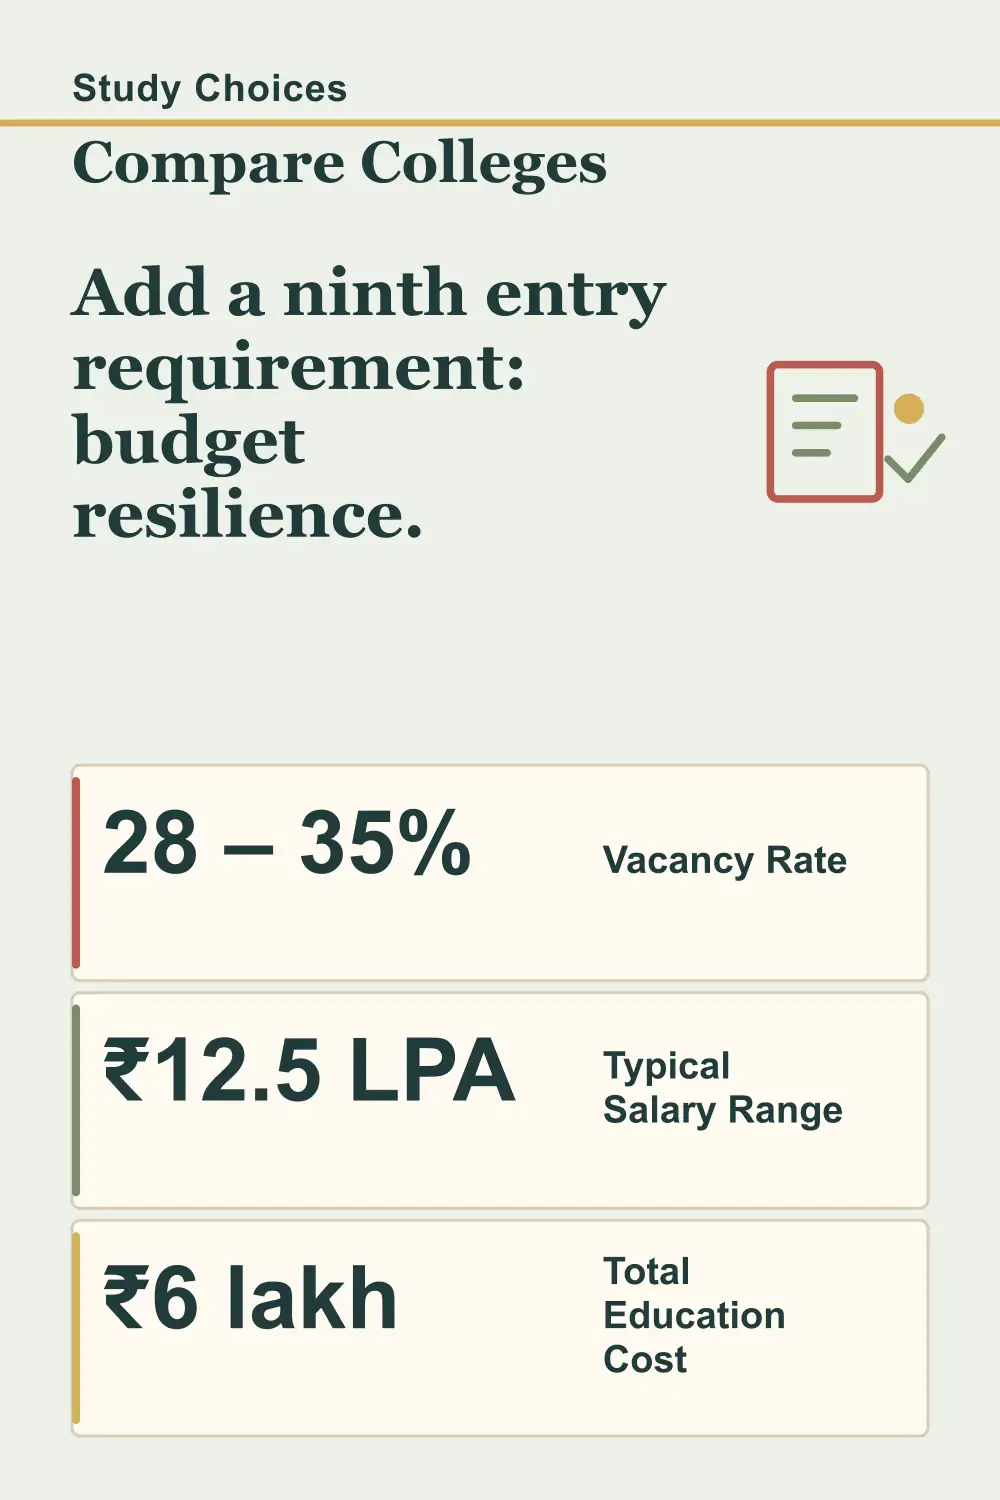 Study Choices
Compare Colleges
Add a ninth entry
requirement:
budget
resilience.
28 – 35%
Vacancy Rate
₹12.5 LPA
Typical
Salary Range
₹6 lakh
Total
Education
Cost